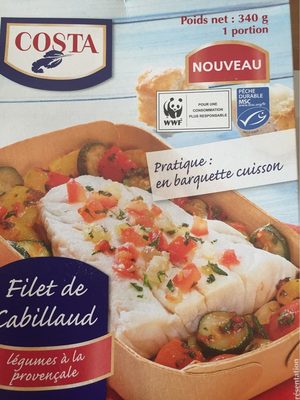 COSTA
Poids net : 340 g
1 portion
NOUVEAU
WWF
POUR UNE
CONSOMMATION
PLUS RESPONSABLE
PÊCHE
DURABLE
MSC
Pratique :
en barquette cuisson
Filet de
Cabillaud
légumes à la
provençale